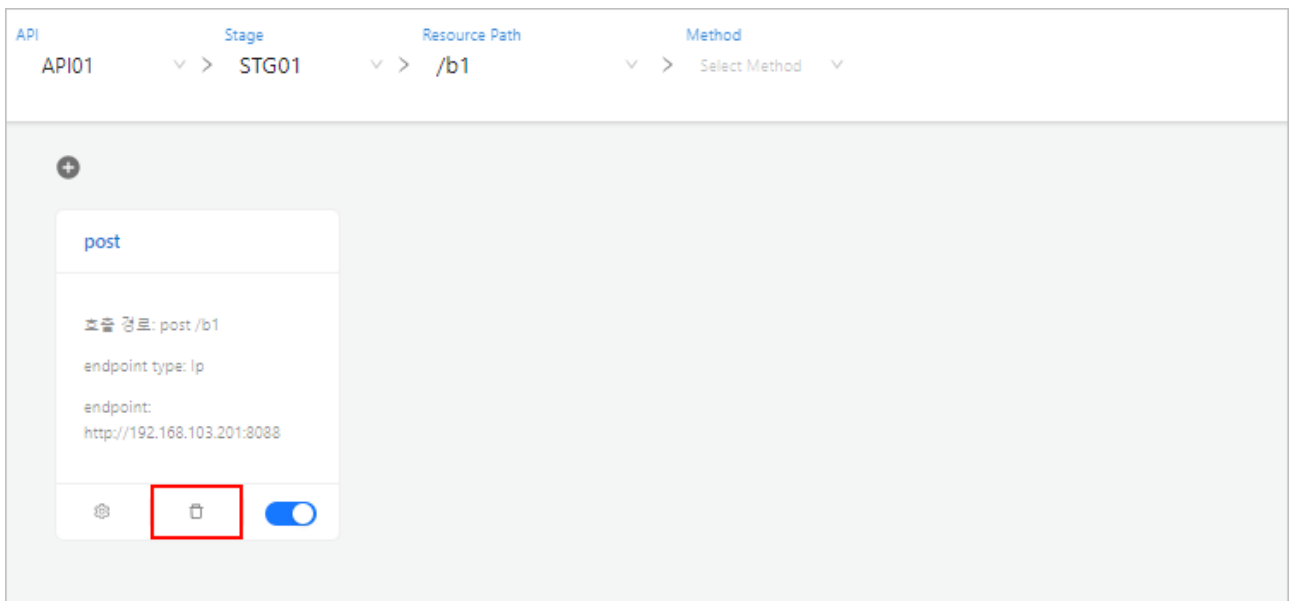 API Stage Resource Path Method
API01 > STG01 > /b1 > Select Method
post
호출 경로: post /b1
endpoint type: Ip
endpoint:
http://192.168.103.201:8088